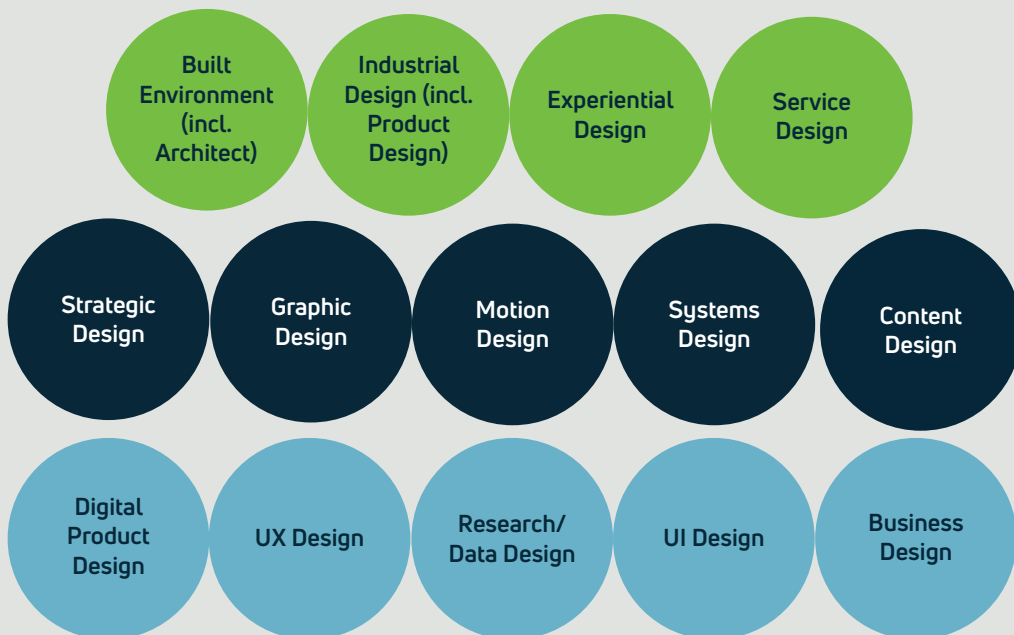 Built
Environment
(incl.
Architect)
Industrial
Design (incl.
Product
Design)
Experiential
Design
Service
Design
Strategic
Design
Graphic
Design
Motion
Design
Systems
Design
Content
Design
Digital
Product
Design
UX Design
Research/
Data Design
UI Design
Business
Design